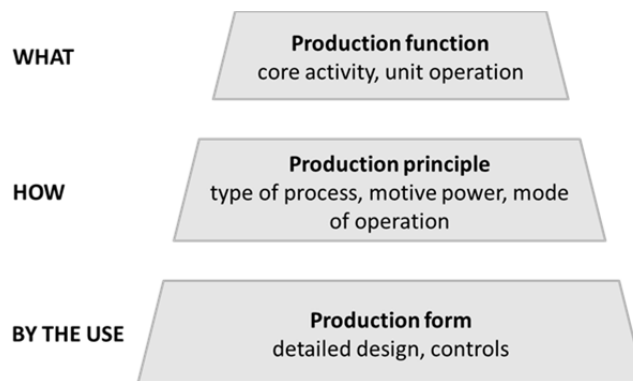 WHAT
Production function
core activity, unit operation
HOW
Production principle
type of process, motive power, mode
of operation
BY THE USE
Production form
detailed design, controls